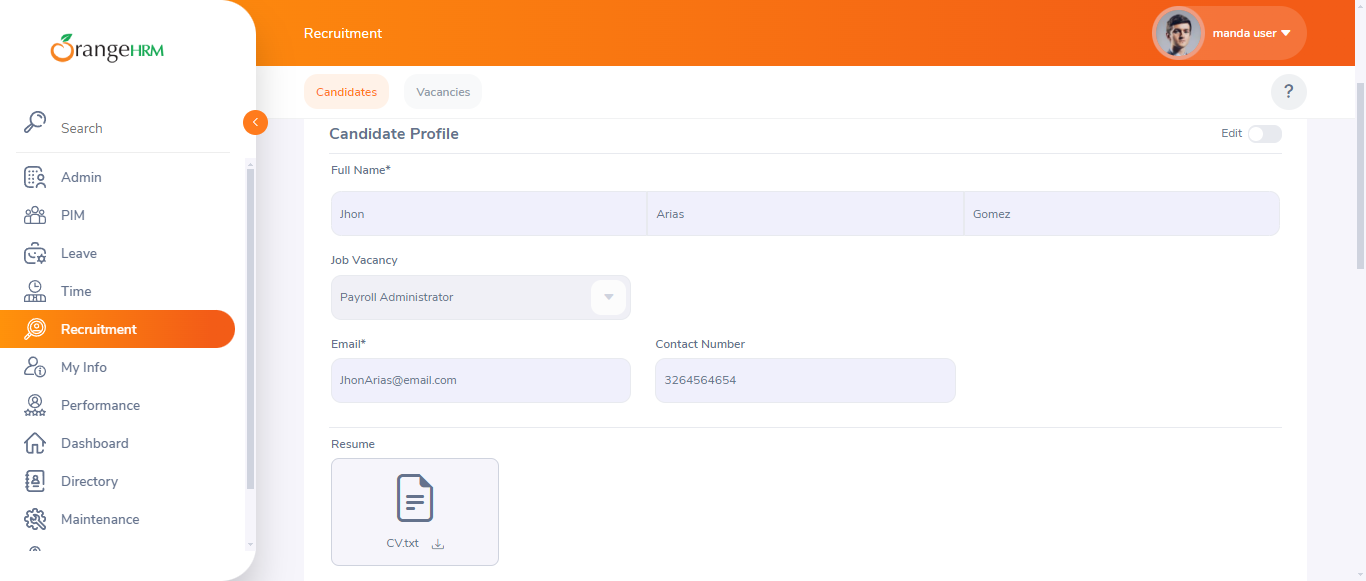 OrangeHRM
Search
Admin
PIM
Leave
Time
Recruitment
My Info
Performance
Dashboard
Directory
Maintenance
Recruitment
manda user
Candidates
Vacancies
?
Candidate Profile
Edit
Full Name*
Jhon Arias Gomez
Job Vacancy
Payroll Administrator
Email* Contact Number
JhonArias@email.com 3264564654
Resume
CV.txt